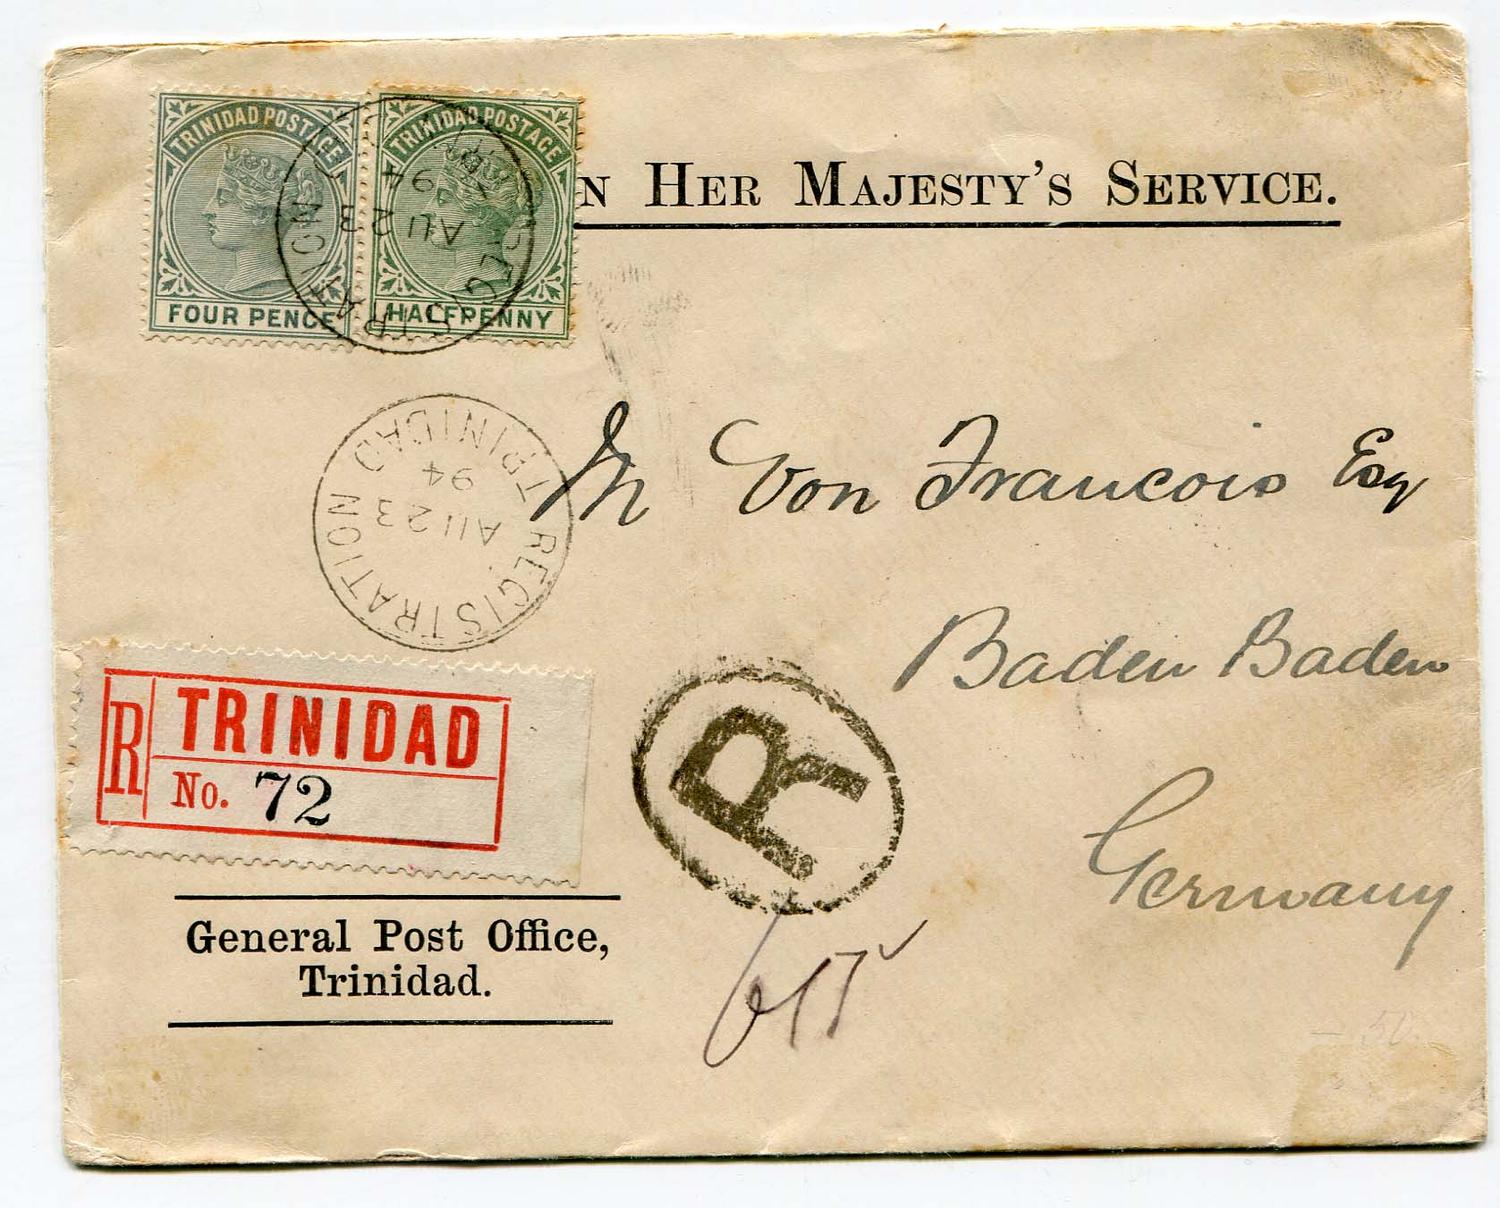 TRINIDAD POSTAGE
FOUR PENCE
TRINIDAD POSTAGE
HALFPENNY
N HER MAJESTY'S SERVICE.
REGISTRATION
AU 23
94
REGISTRATION TRINIDAD
AU 23
94
M Von Francois Esq
Baden Baden
Germany
R TRINIDAD
No. 72
R
General Post Office,
Trinidad.